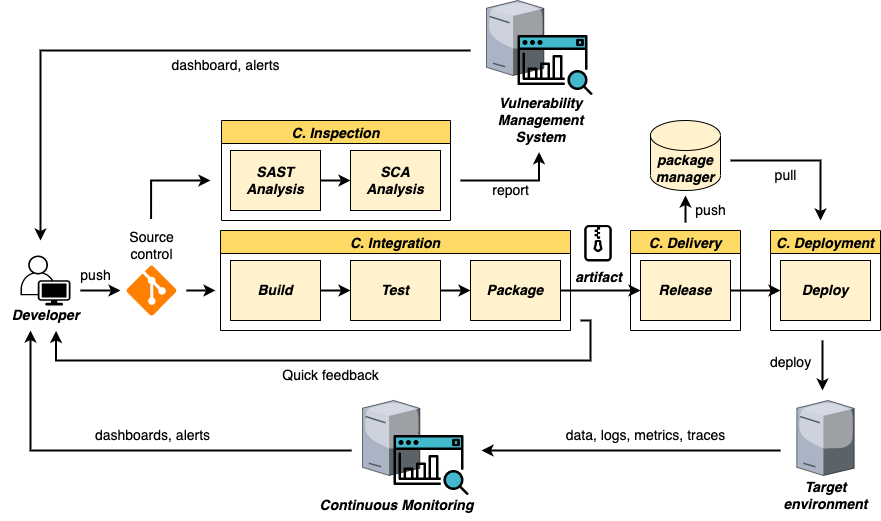 dashboard, alerts
Vulnerability
Management
System
C. Inspection
SAST
Analysis
SCA
Analysis
report
package
manager
pull
push
Source
control
C. Integration
artifact
C. Delivery
C. Deployment
push
Build
Test
Package
Release
Deploy
Developer
Quick feedback
deploy
dashboards, alerts
data, logs, metrics, traces
Continuous Monitoring
Target
environment